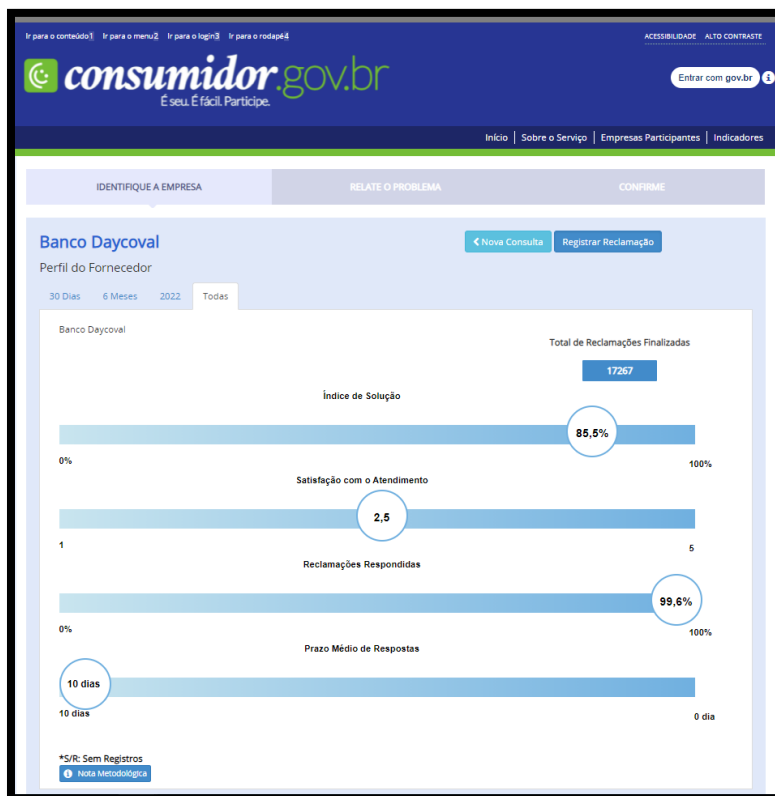 Ir para o conteúdo1 Ir para o menu2 Ir para o login3 Ir para o rodapé4
ACESSIBILIDADE ALTO CONTRASTE
consumidor.gov.br
É seu. É fácil. Participe.
Entrar com gov.br
Início | Sobre o Serviço | Empresas Participantes | Indicadores
IDENTIFIQUE A EMPRESA RELATE O PROBLEMA CONFIRME
Banco Daycoval
Nova Consulta Registrar Reclamação
Perfil do Fornecedor
30 Dias 6 Meses 2022 Todas
Banco Daycoval
Total de Reclamações Finalizadas
17267
Índice de Solução
85,5%
0% 100%
Satisfação com o Atendimento
2,5
1 5
Reclamações Respondidas
99,6%
0% 100%
Prazo Médio de Respostas
10 dias
10 dias 0 dia
*S/R: Sem Registros
Nota Metodológica